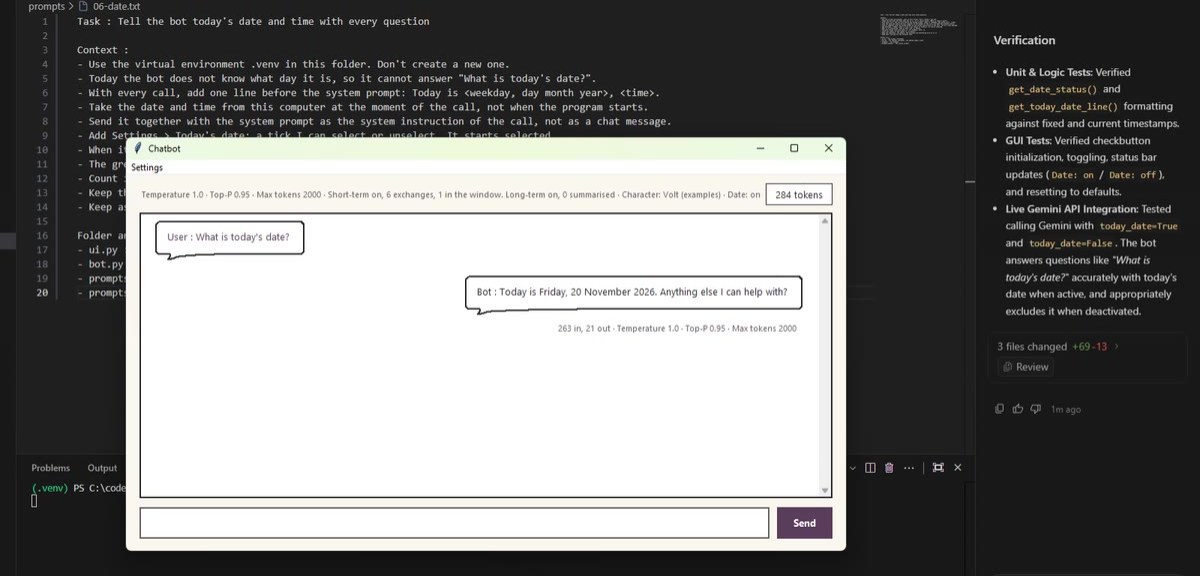 prompts > 06-date.txt
1 Task : Tell the bot today's date and time with every question
2
3 Context :
4 - Use the virtual environment .venv in this folder. Don't create a new one.
5 - Today the bot does not know what day it is, so it cannot answer "What is today's date?".
6 - With every call, add one line before the system prompt: Today is <weekday, day month year>, <time>.
7 - Take the date and time from this computer at the moment of the call, not when the program starts.
8 - Send it together with the system prompt as the system instruction of the call, not as a chat message.
9 - Add Settings > Today's date: a tick I can select or unselect. It starts selected
10 - When i
11 - The gr
12 - Count
13 - Keep t
14 - Keep a
15
16 Folder a
17 - ui.py
18 - bot.py
19 - prompt
20 - prompt
Chatbot
Settings
Temperature 1.0 · Top-P 0.95 · Max tokens 2000 · Short-term on, 6 exchanges, 1 in the window. Long-term on, 0 summarised · Character: Volt (examples) · Date: on
284 tokens
User : What is today's date?
Bot : Today is Friday, 20 November 2026. Anything else I can help with?
263 in, 21 out · Temperature 1.0 · Top-P 0.95 · Max tokens 2000
Send
Problems Output
(.venv) PS C:\code
Verification
• Unit & Logic Tests: Verified
get_date_status() and
get_today_date_line() formatting
against fixed and current timestamps.
• GUI Tests: Verified checkbutton
initialization, toggling, status bar
updates ( Date: on / Date: off ),
and resetting to defaults.
• Live Gemini API Integration: Tested
calling Gemini with today_date=True
and today_date=False . The bot
answers questions like "What is
today's date?" accurately with today's
date when active, and appropriately
excludes it when deactivated.
3 files changed +69 -13 >
Review
1m ago